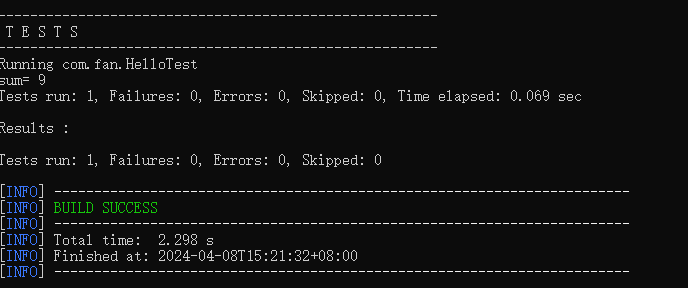 -------------------------------------------------------
T E S T S
-------------------------------------------------------
Running com.fan.HelloTest
sum= 9
Tests run: 1, Failures: 0, Errors: 0, Skipped: 0, Time elapsed: 0.069 sec
Results :
Tests run: 1, Failures: 0, Errors: 0, Skipped: 0
[INFO] ------------------------------------------------------------------------
[INFO] BUILD SUCCESS
[INFO] ------------------------------------------------------------------------
[INFO] Total time:  2.298 s
[INFO] Finished at: 2024-04-08T15:21:32+08:00
[INFO] ------------------------------------------------------------------------